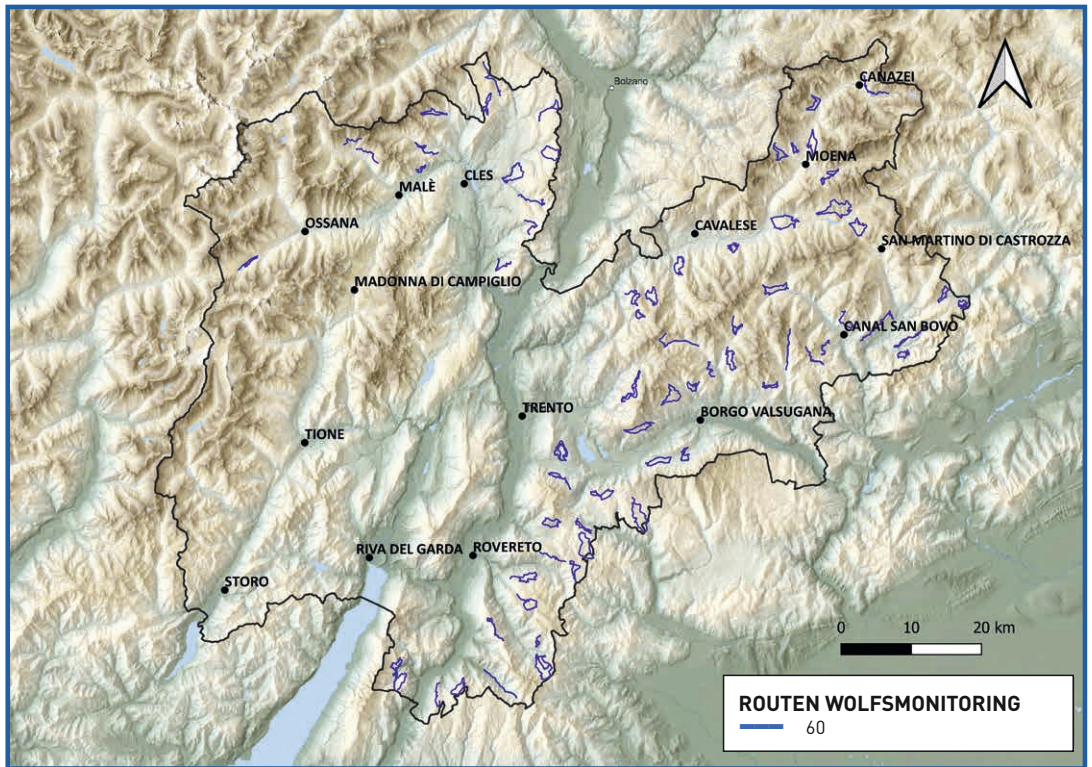 Bolzano
CANAZEI
MOENA
CLES
MALÈ
OSSANA
CAVALESE
SAN MARTINO DI CASTROZZA
MADONNA DI CAMPIGLIO
CANAL SAN BOVO
TRENTO
BORGO VALSUGANA
TIONE
RIVA DEL GARDA
ROVERETO
STORO
0 10 20 km
ROUTEN WOLFSMONITORING
60